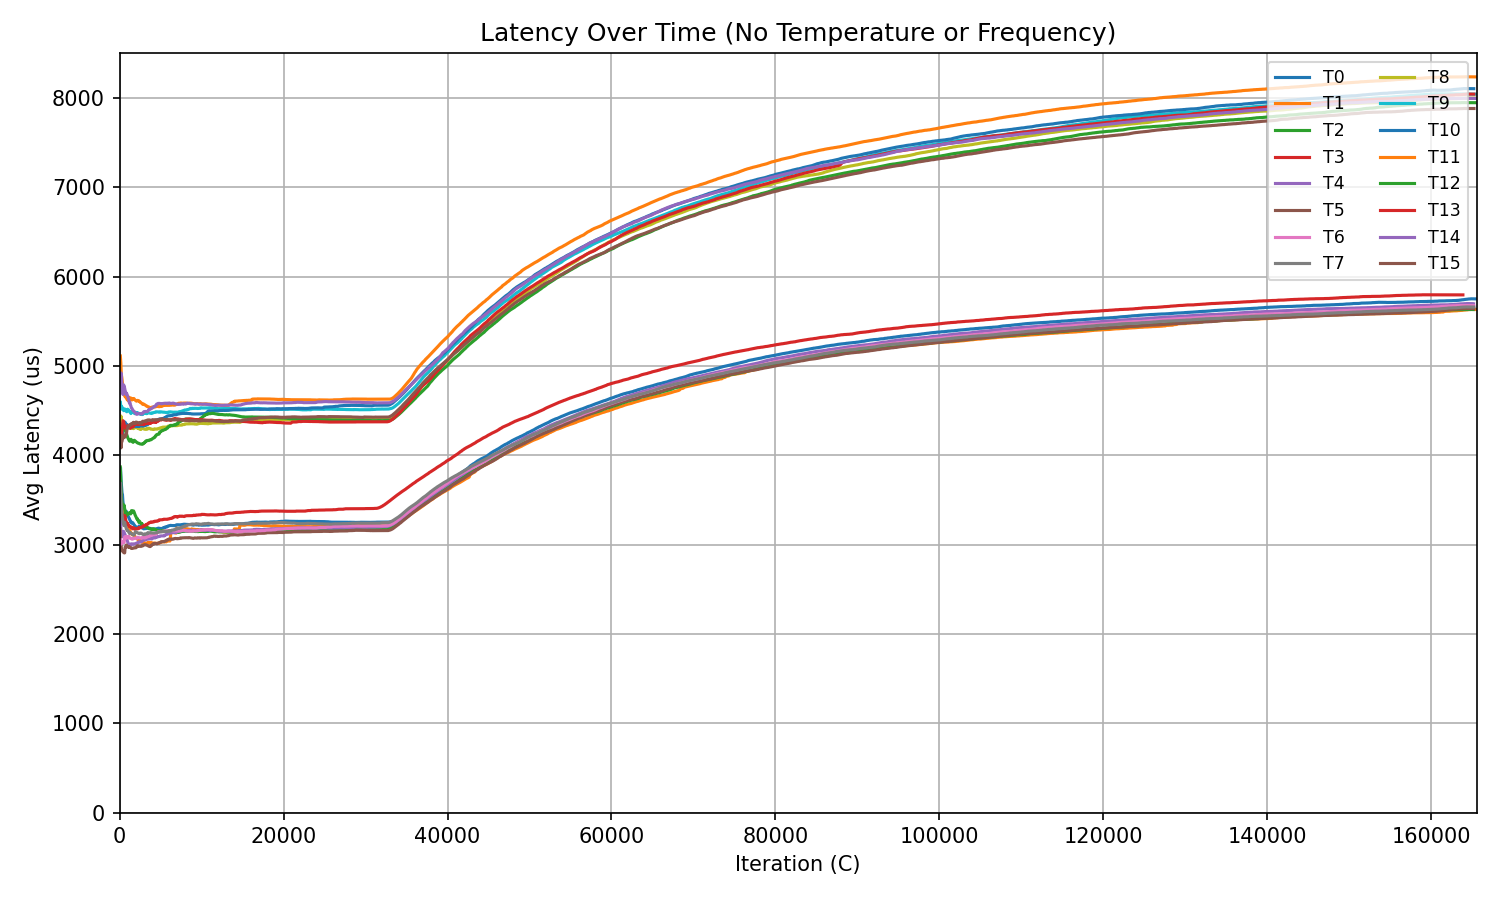 Latency Over Time (No Temperature or Frequency)
Avg Latency (us)
8000
7000
6000
5000
4000
3000
2000
1000
0
0 20000 40000 60000 80000 100000 120000 140000 160000
Iteration (C)
T0 T8
T1 T9
T2 T10
T3 T11
T4 T12
T5 T13
T6 T14
T7 T15